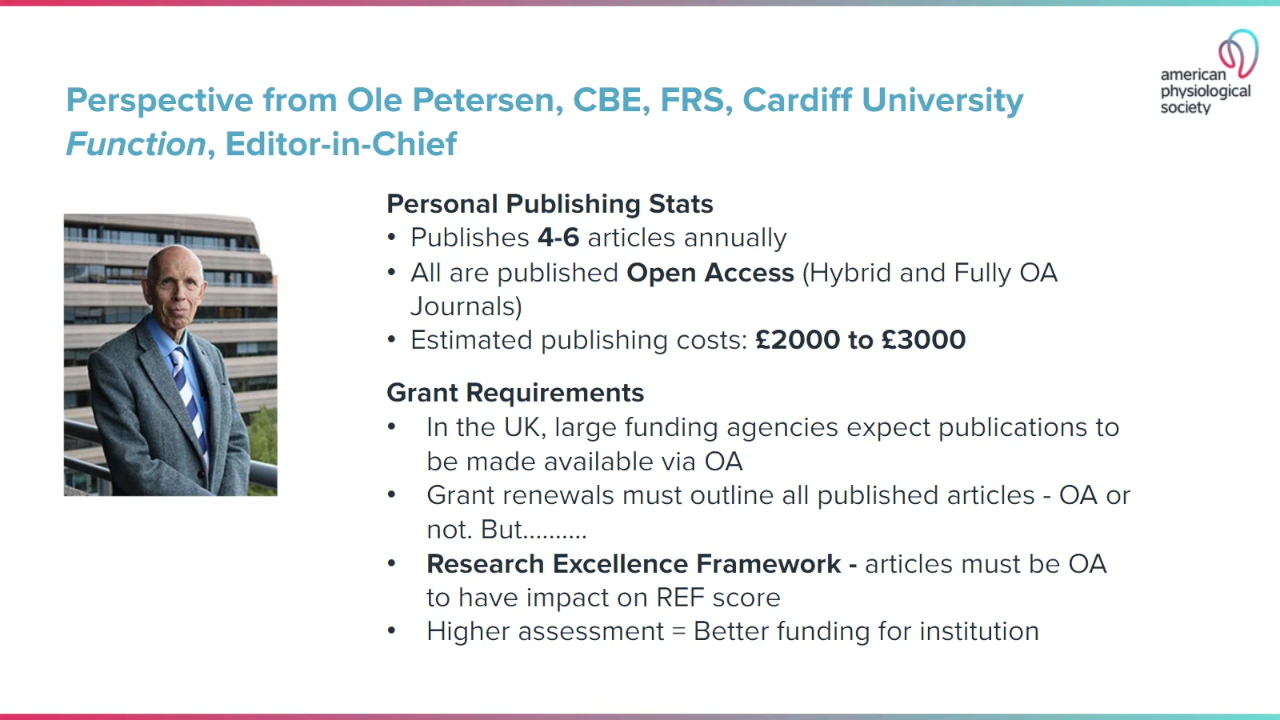 american
physiological
society
Perspective from Ole Petersen, CBE, FRS, Cardiff University
Function, Editor-in-Chief
Personal Publishing Stats
• Publishes 4-6 articles annually
• All are published Open Access (Hybrid and Fully OA
Journals)
• Estimated publishing costs: £2000 to £3000
Grant Requirements
• In the UK, large funding agencies expect publications to
be made available via OA
• Grant renewals must outline all published articles - OA or
not. But..........
• Research Excellence Framework - articles must be OA
to have impact on REF score
• Higher assessment = Better funding for institution